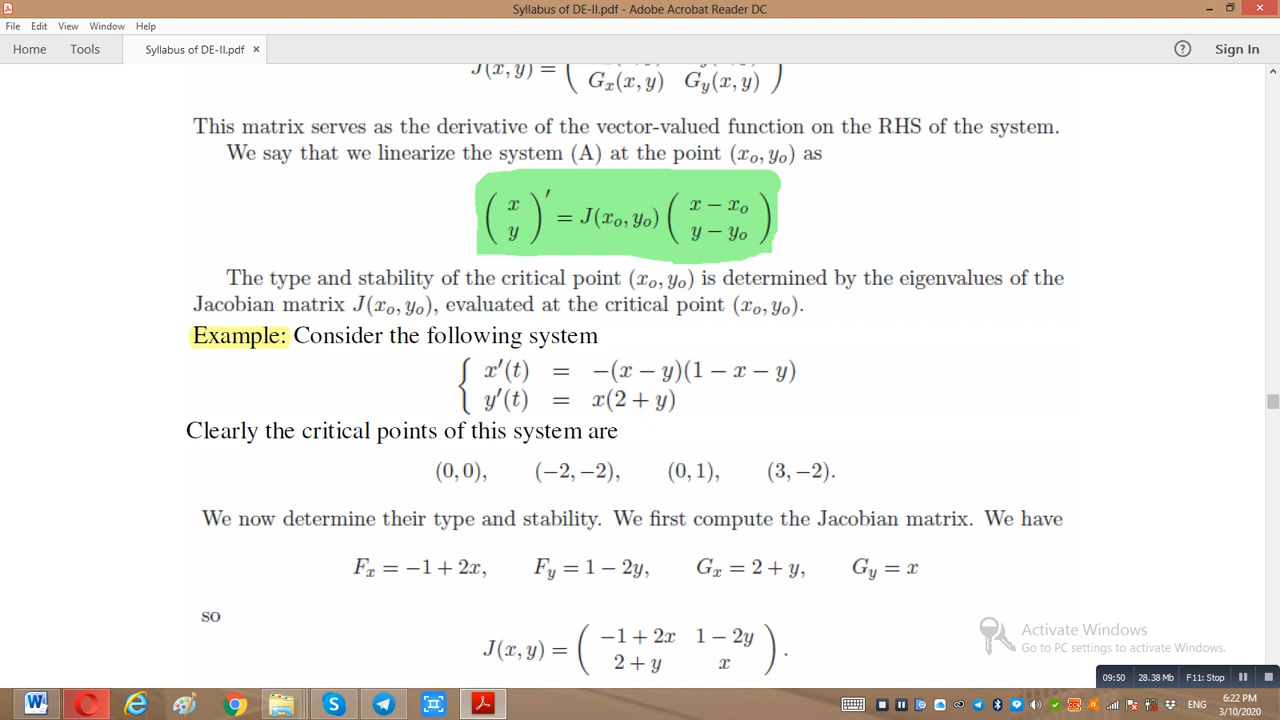 Syllabus of DE-II.pdf - Adobe Acrobat Reader DC
File Edit View Window Help
Home Tools Syllabus of DE-II.pdf × ? Sign In
J(x, y) = ( G_x(x, y) G_y(x, y) )
This matrix serves as the derivative of the vector-valued function on the RHS of the system.
We say that we linearize the system (A) at the point (x_o, y_o) as
( x y )′ = J(x_o, y_o) ( x − x_o y − y_o )
The type and stability of the critical point (x_o, y_o) is determined by the eigenvalues of the
Jacobian matrix J(x_o, y_o), evaluated at the critical point (x_o, y_o).
Example: Consider the following system
x′(t) = −(x − y)(1 − x − y)
y′(t) = x(2 + y)
Clearly the critical points of this system are
(0, 0), (−2, −2), (0, 1), (3, −2).
We now determine their type and stability. We first compute the Jacobian matrix. We have
F_x = −1 + 2x, F_y = 1 − 2y, G_x = 2 + y, G_y = x
so
J(x, y) = ( −1 + 2x 1 − 2y
2 + y x ) .
Activate Windows
Go to PC settings to activate Windows.
09:50 28.38 Mb F11: Stop
ENG 6:22 PM
3/10/2020